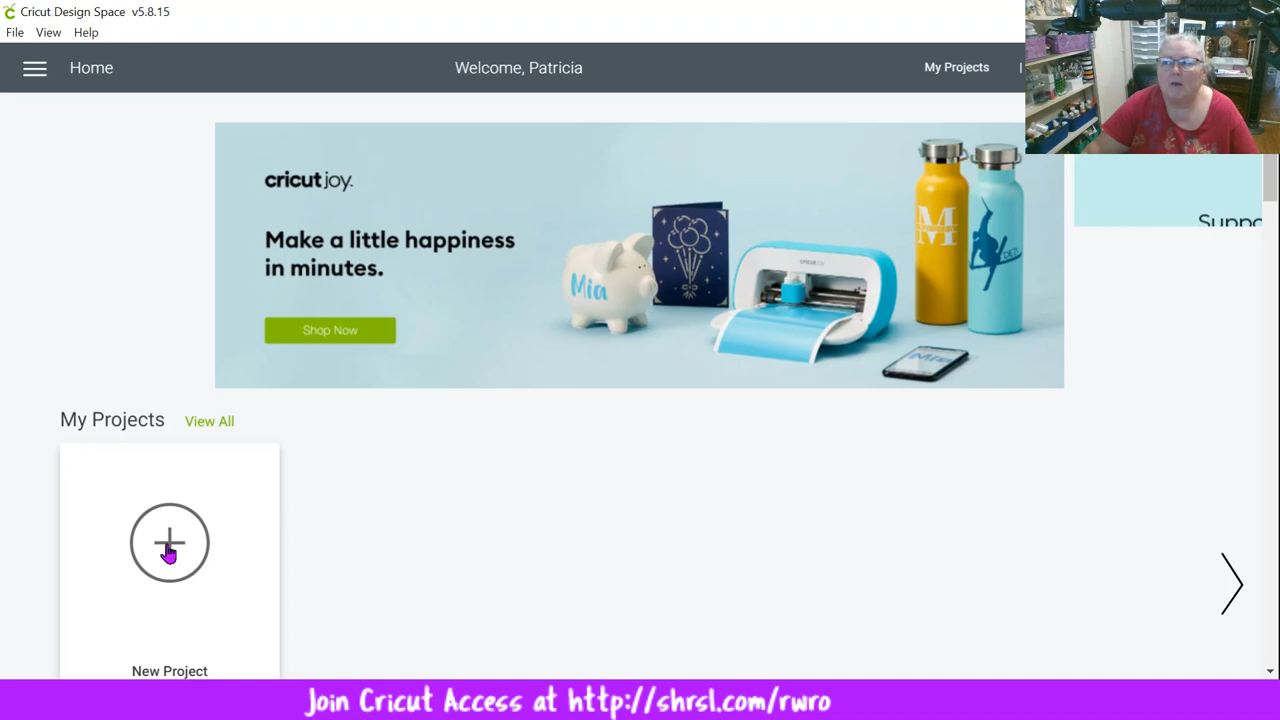 Cricut Design Space v5.8.15
File View Help
Home
Welcome, Patricia
My Projects |
cricut joy.
Make a little happiness
in minutes.
Shop Now
Mia
M
Mia
Suppo
My Projects View All
New Project
Join Cricut Access at http://shrsl.com/rwro